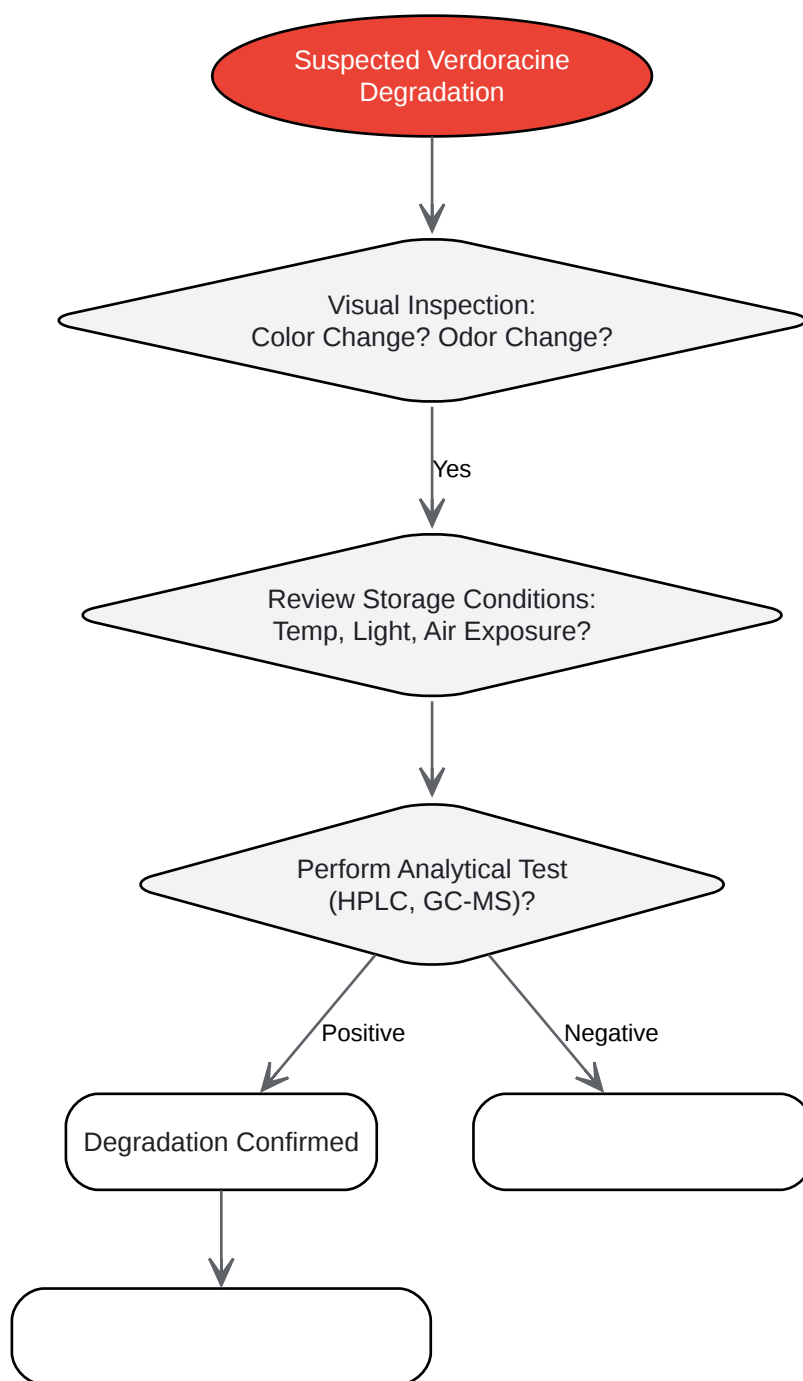 Suspected Verdoracine
Degradation
Visual Inspection:
Color Change? Odor Change?
Yes
Review Storage Conditions:
Temp, Light, Air Exposure?
Perform Analytical Test
(HPLC, GC-MS)?
Positive
Negative
Degradation Confirmed